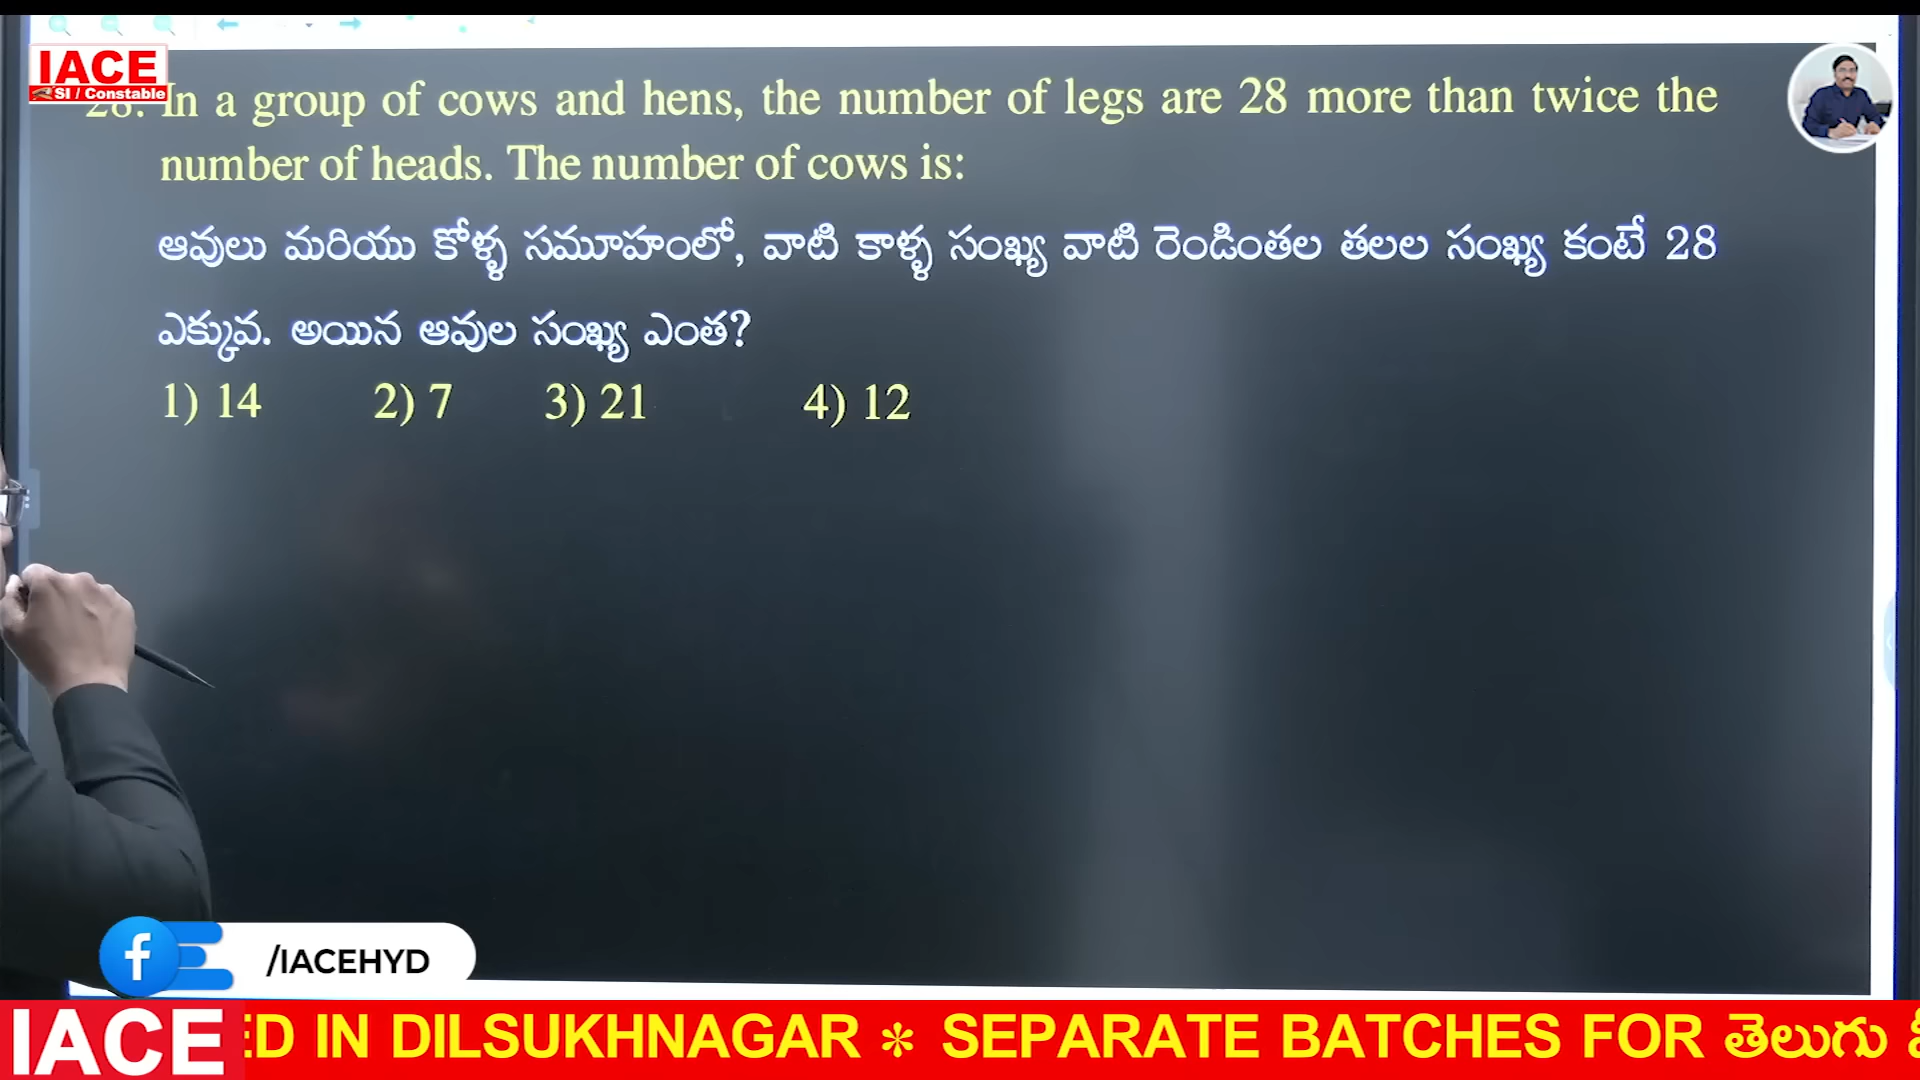 IACE
SI / Constable
28. In a group of cows and hens, the number of legs are 28 more than twice the
number of heads. The number of cows is:
ఆవులు మరియు కోళ్ళ సమూహంలో, వాటి కాళ్ళ సంఖ్య వాటి రెండింతల తలల సంఖ్య కంటే 28
ఎక్కువ. అయిన ఆవుల సంఖ్య ఎంత?
1) 14 2) 7 3) 21 4) 12
/IACEHYD
IACE ED IN DILSUKHNAGAR * SEPARATE BATCHES FOR తెలుగు